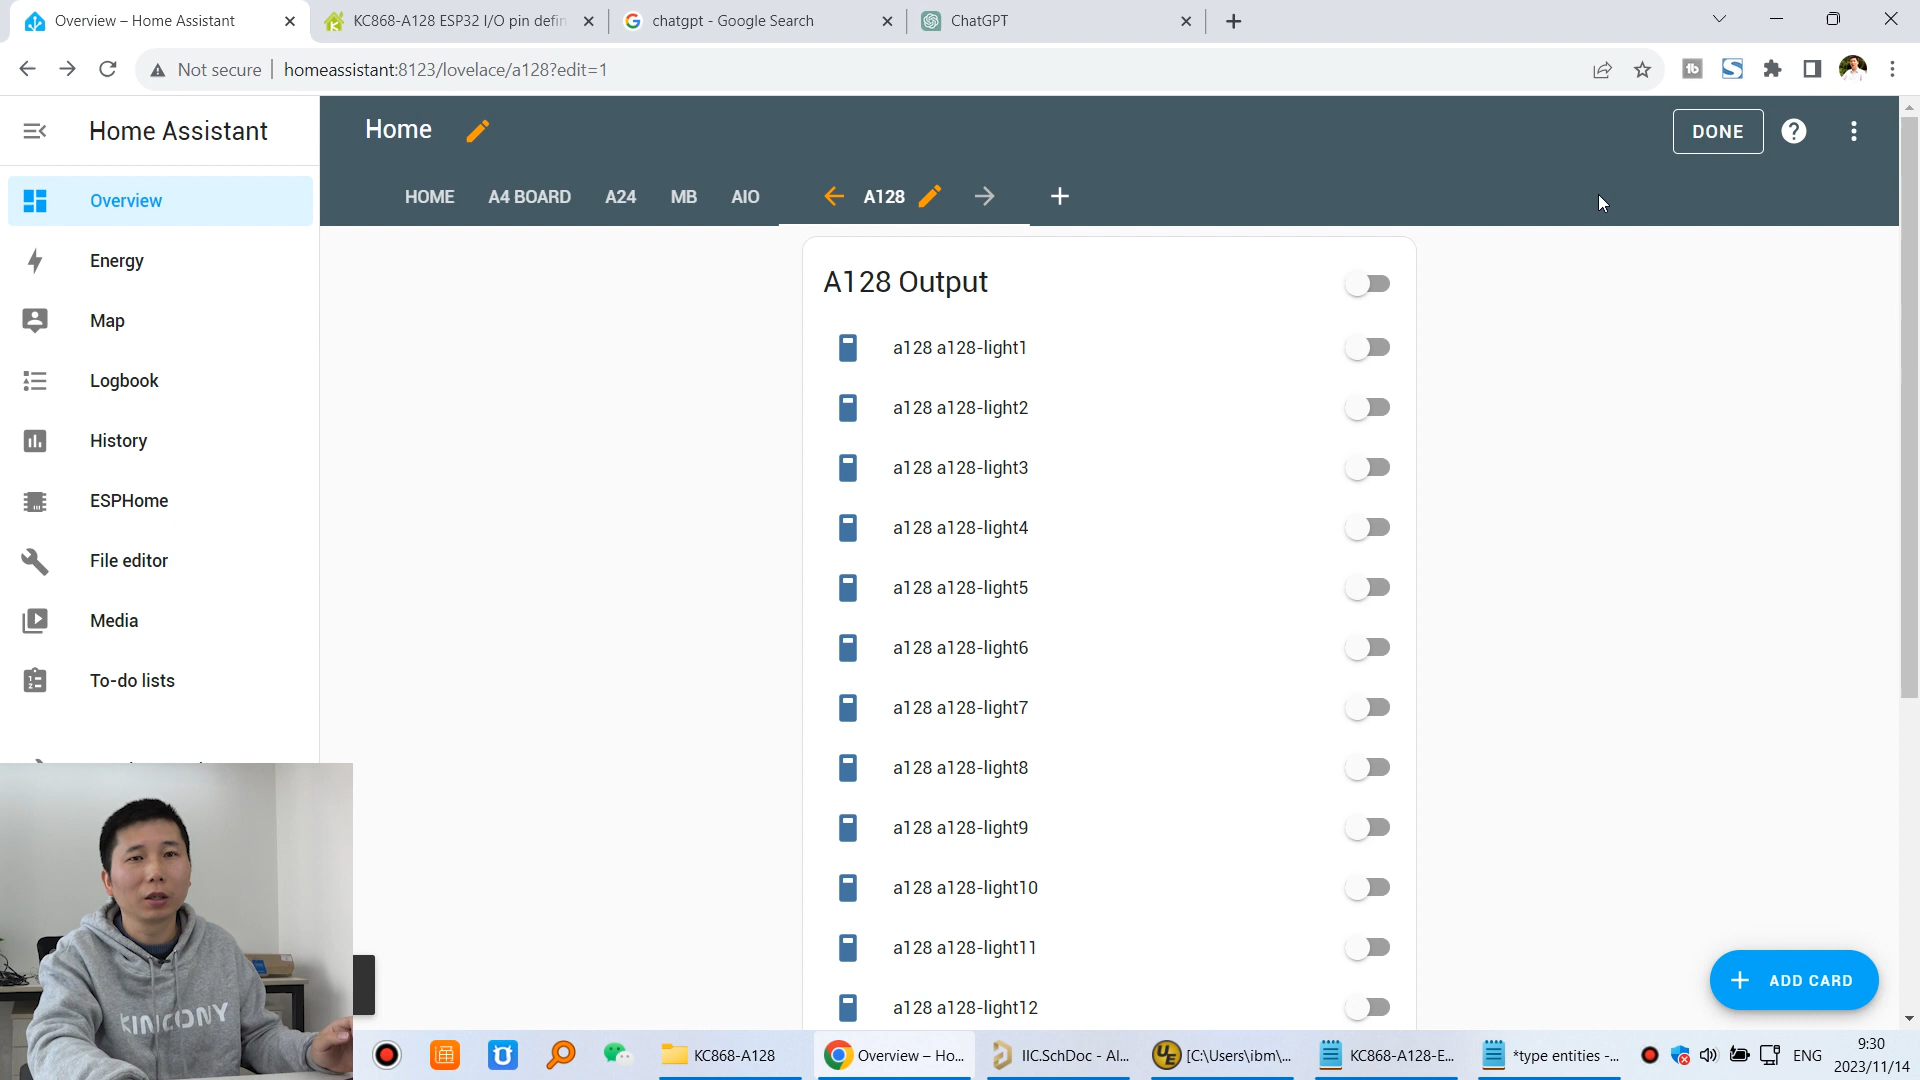 Overview – Home Assistant
KC868-A128 ESP32 I/O pin defin
chatgpt - Google Search
ChatGPT
Not secure
homeassistant:8123/lovelace/a128?edit=1
Home Assistant
Home
DONE
HOME
A4 BOARD
A24
MB
AIO
A128
Overview
Energy
Map
Logbook
History
ESPHome
File editor
Media
To-do lists
A128 Output
a128 a128-light1
a128 a128-light2
a128 a128-light3
a128 a128-light4
a128 a128-light5
a128 a128-light6
a128 a128-light7
a128 a128-light8
a128 a128-light9
a128 a128-light10
a128 a128-light11
a128 a128-light12
ADD CARD
KINCONY
KC868-A128
Overview – Ho...
IIC.SchDoc - Al...
[C:\Users\ibm\...
KC868-A128-E...
*type entities -...
ENG
9:30
2023/11/14